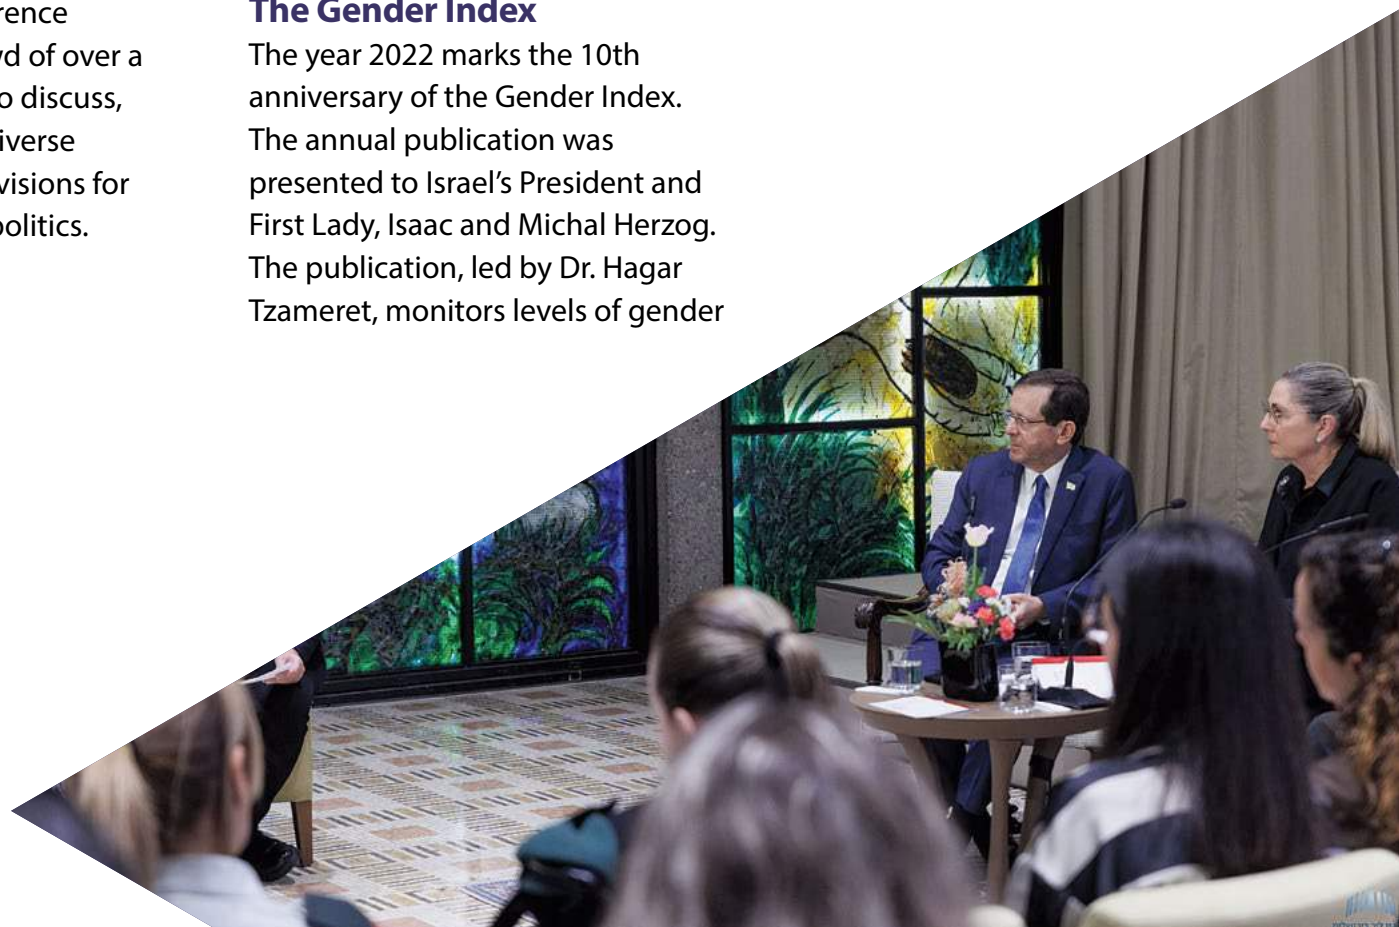 rence
wd of over a
o discuss,
iverse
visions for
politics.
The Gender Index
The year 2022 marks the 10th
anniversary of the Gender Index.
The annual publication was
presented to Israel’s President and
First Lady, Isaac and Michal Herzog.
The publication, led by Dr. Hagar
Tzameret, monitors levels of gender